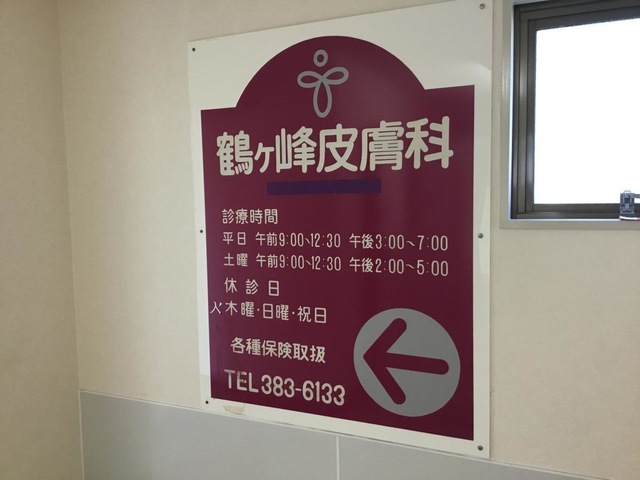 鶴ヶ峰皮膚科
診療時間
平日 午前9:00~12:30 午後3:00~7:00
土曜 午前9:00~12:30 午後2:00~5:00
休診日
木曜・日曜・祝日
各種保険取扱
TEL 383-6133